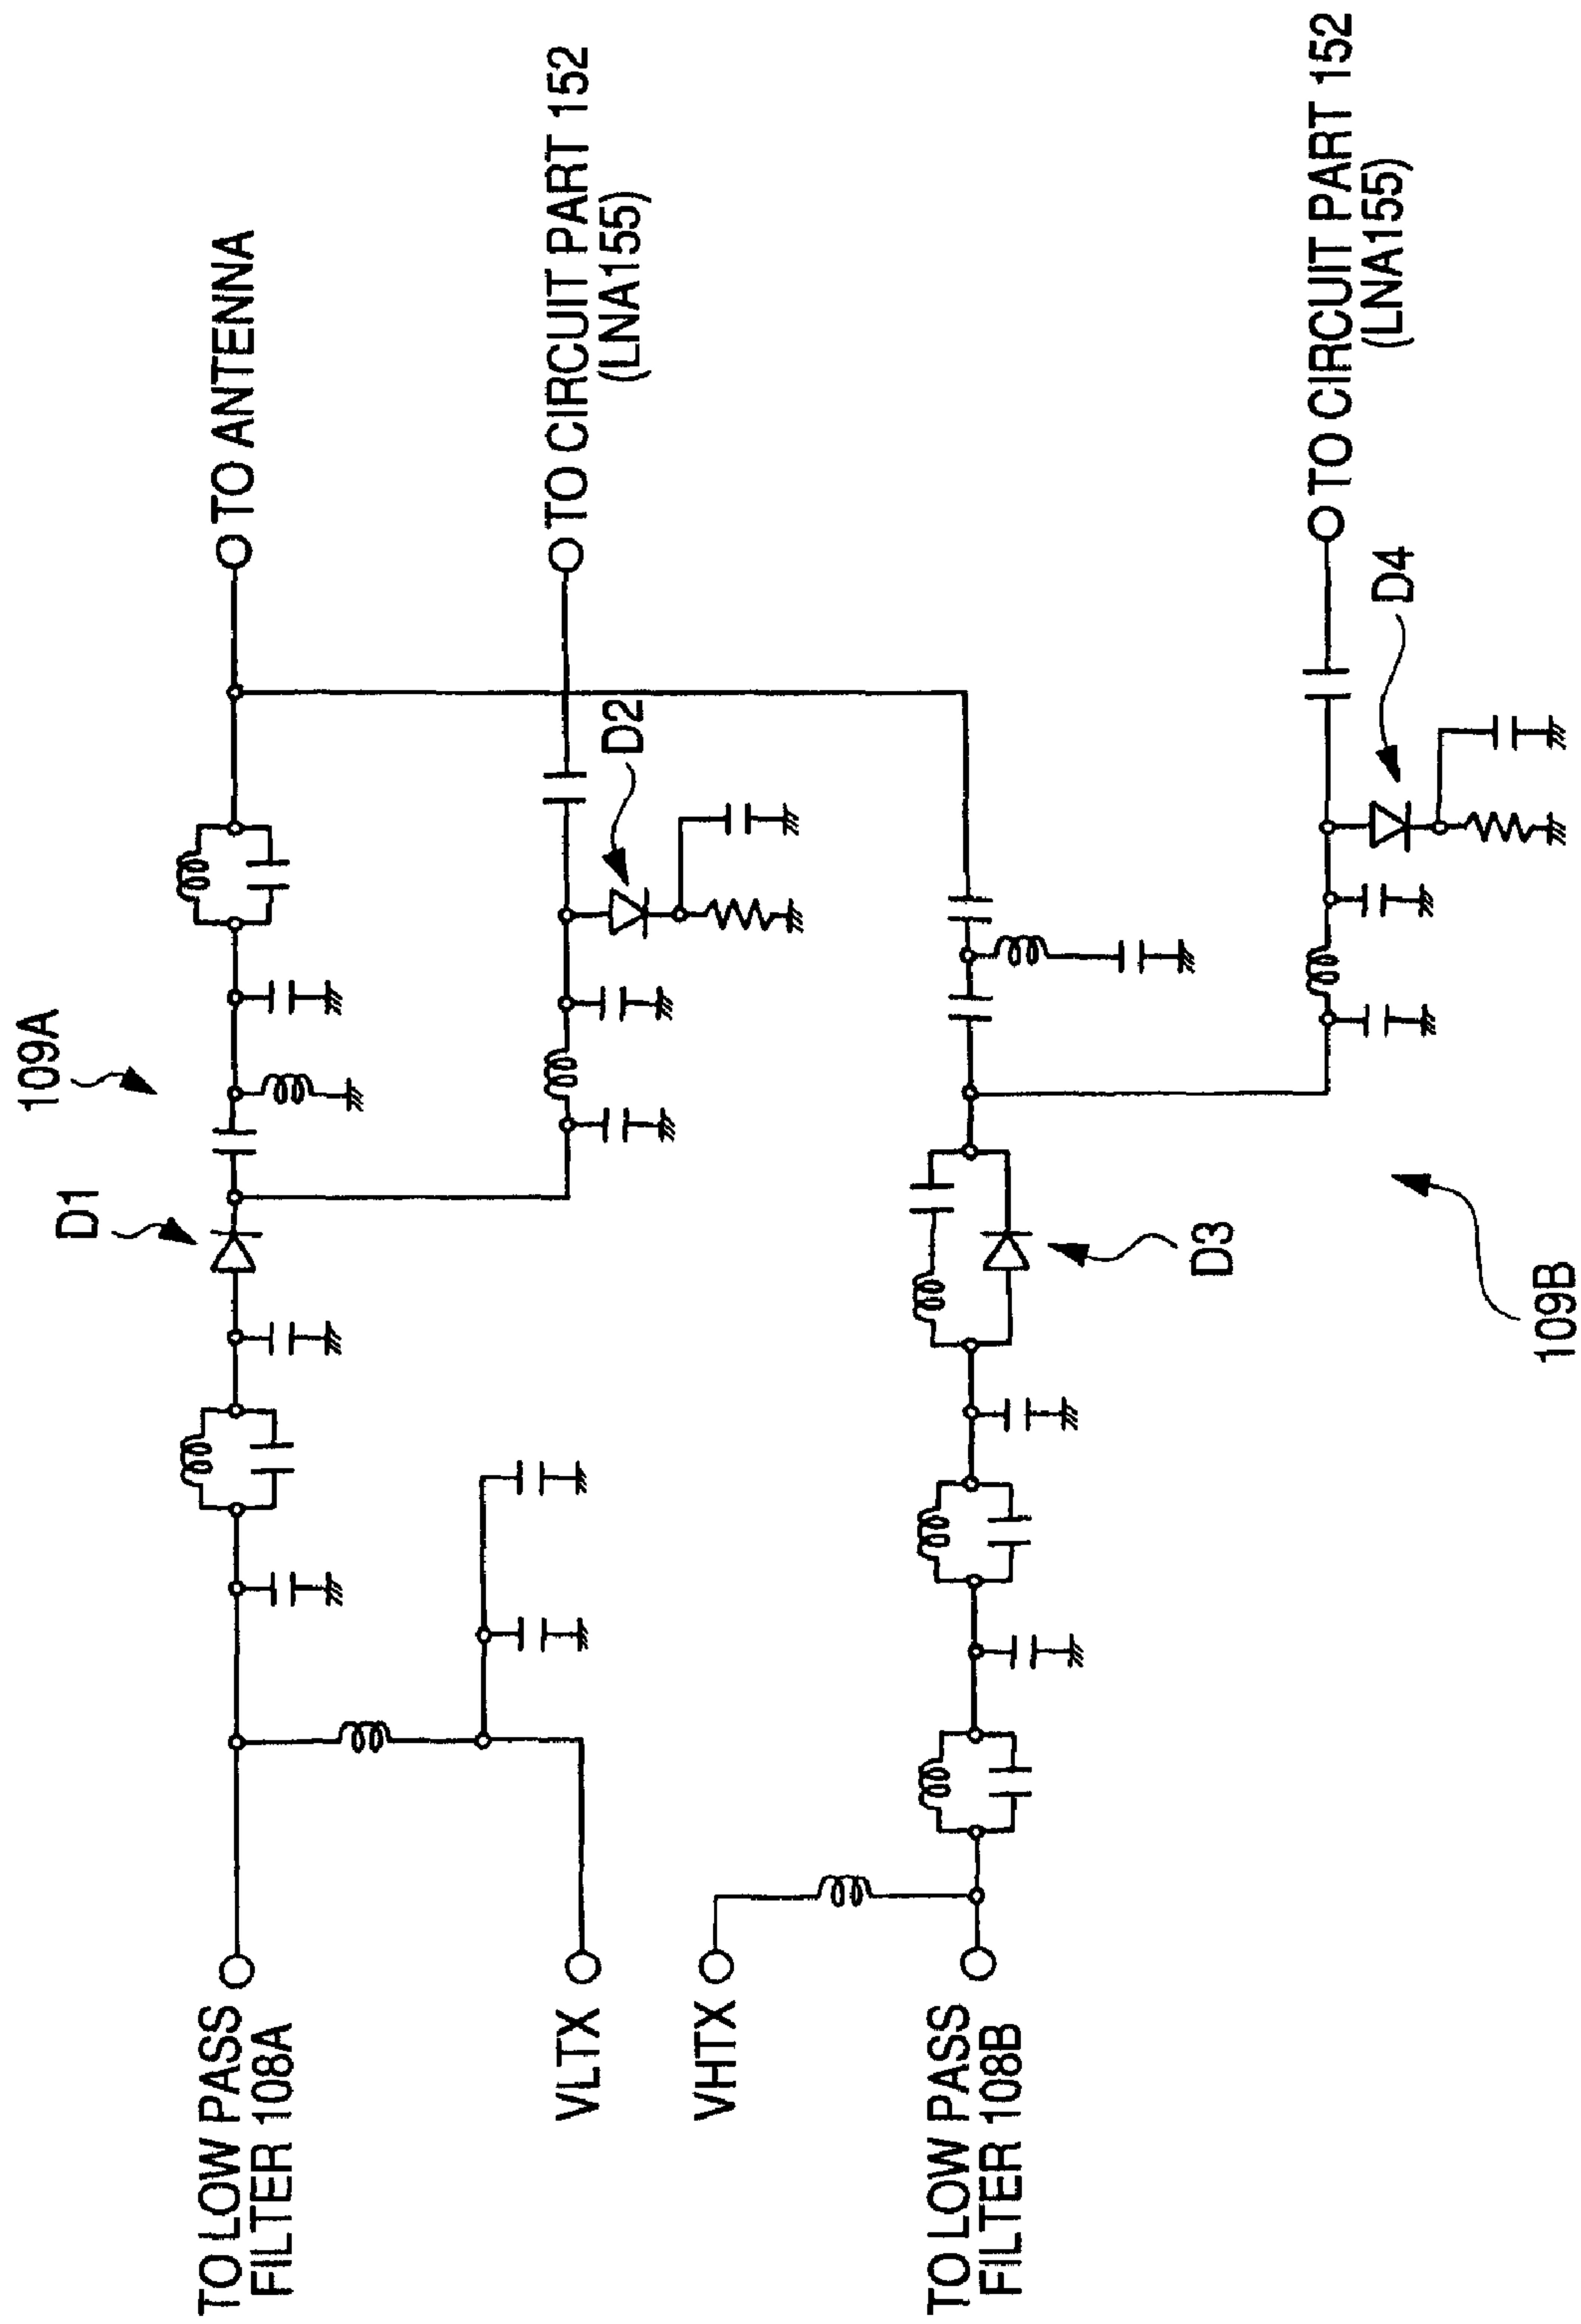 109A
D1
TO ANTENNA
TO CIRCUIT PART 152
(LNA155)
D2
TO LOW PASS
FILTER 108A
VLTX
VHTX
TO LOW PASS
FILTER 108B
D3
D4
TO CIRCUIT PART 152
(LNA155)
109B